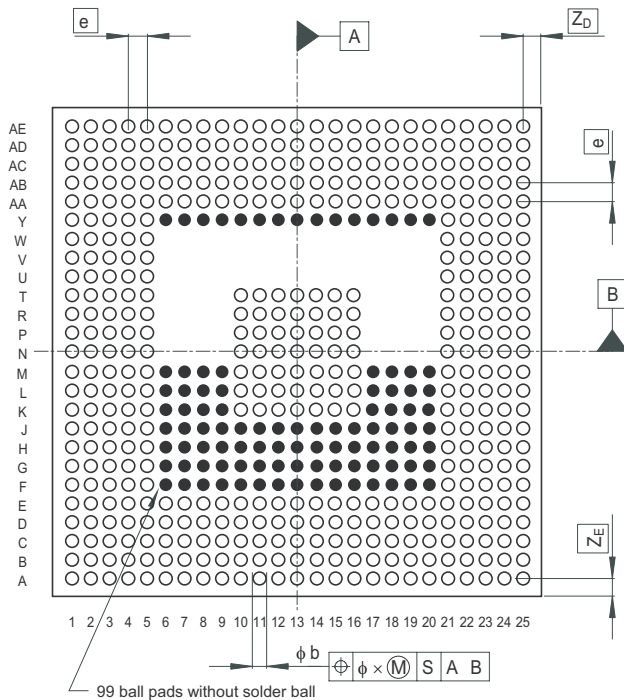 e
A
ZD
AE
AD
AC
AB
AA
Y
W
V
U
T
R
P
N
M
L
K
J
H
G
F
E
D
C
B
A
e
B
ZE
1 2 3 4 5 6 7 8 9 10 11 12 13 14 15 16 17 18 19 20 21 22 23 24 25
ϕ b
⌖ ϕ × Ⓜ S A B
99 ball pads without solder ball